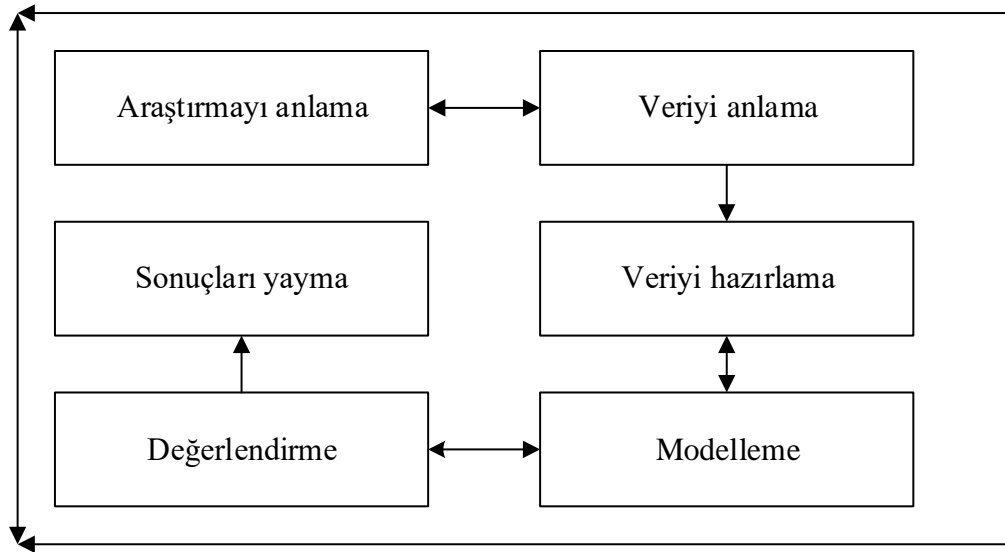 Araştırmayı anlama
Veriyi anlama
Sonuçları yayma
Veriyi hazırlama
Değerlendirme
Modelleme